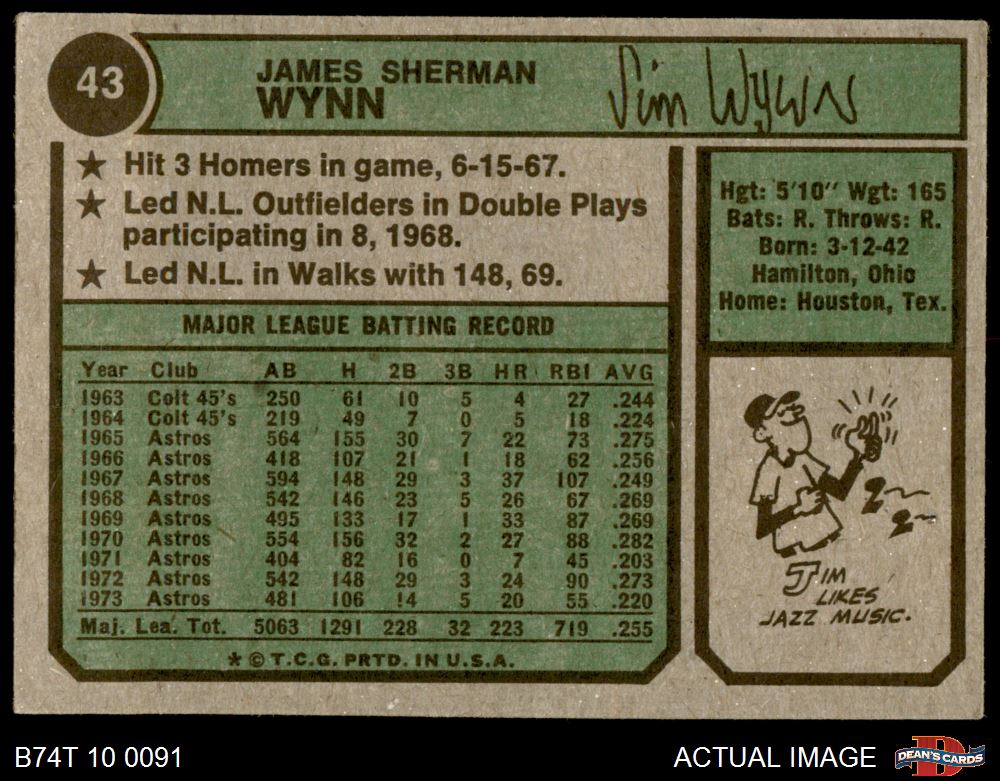 43
JAMES SHERMAN
WYNN
Jim Wynn
★ Hit 3 Homers in game, 6-15-67.
★ Led N.L. Outfielders in Double Plays
participating in 8, 1968.
★ Led N.L. in Walks with 148, 69.
Hgt: 5'10" Wgt: 165
Bats: R. Throws: R.
Born: 3-12-42
Hamilton, Ohio
Home: Houston, Tex.
MAJOR LEAGUE BATTING RECORD
Year Club AB H 2B 3B HR RBI AVG
1963 Colt 45's 250 61 10 5 4 27 .244
1964 Colt 45's 219 49 7 0 5 18 .224
1965 Astros 564 155 30 7 22 73 .275
1966 Astros 418 107 21 1 18 62 .256
1967 Astros 594 148 29 3 37 107 .249
1968 Astros 542 146 23 5 26 67 .269
1969 Astros 495 133 17 1 33 87 .269
1970 Astros 554 156 32 2 27 88 .282
1971 Astros 404 82 16 0 7 45 .203
1972 Astros 542 148 29 3 24 90 .273
1973 Astros 481 106 14 5 20 55 .220
Maj. Lea. Tot. 5063 1291 228 32 223 719 .255
* © T.C.G. PRTD. IN U.S.A.
JIM
LIKES
JAZZ MUSIC.
B74T 10 0091
ACTUAL IMAGE
DEAN'S CARDS